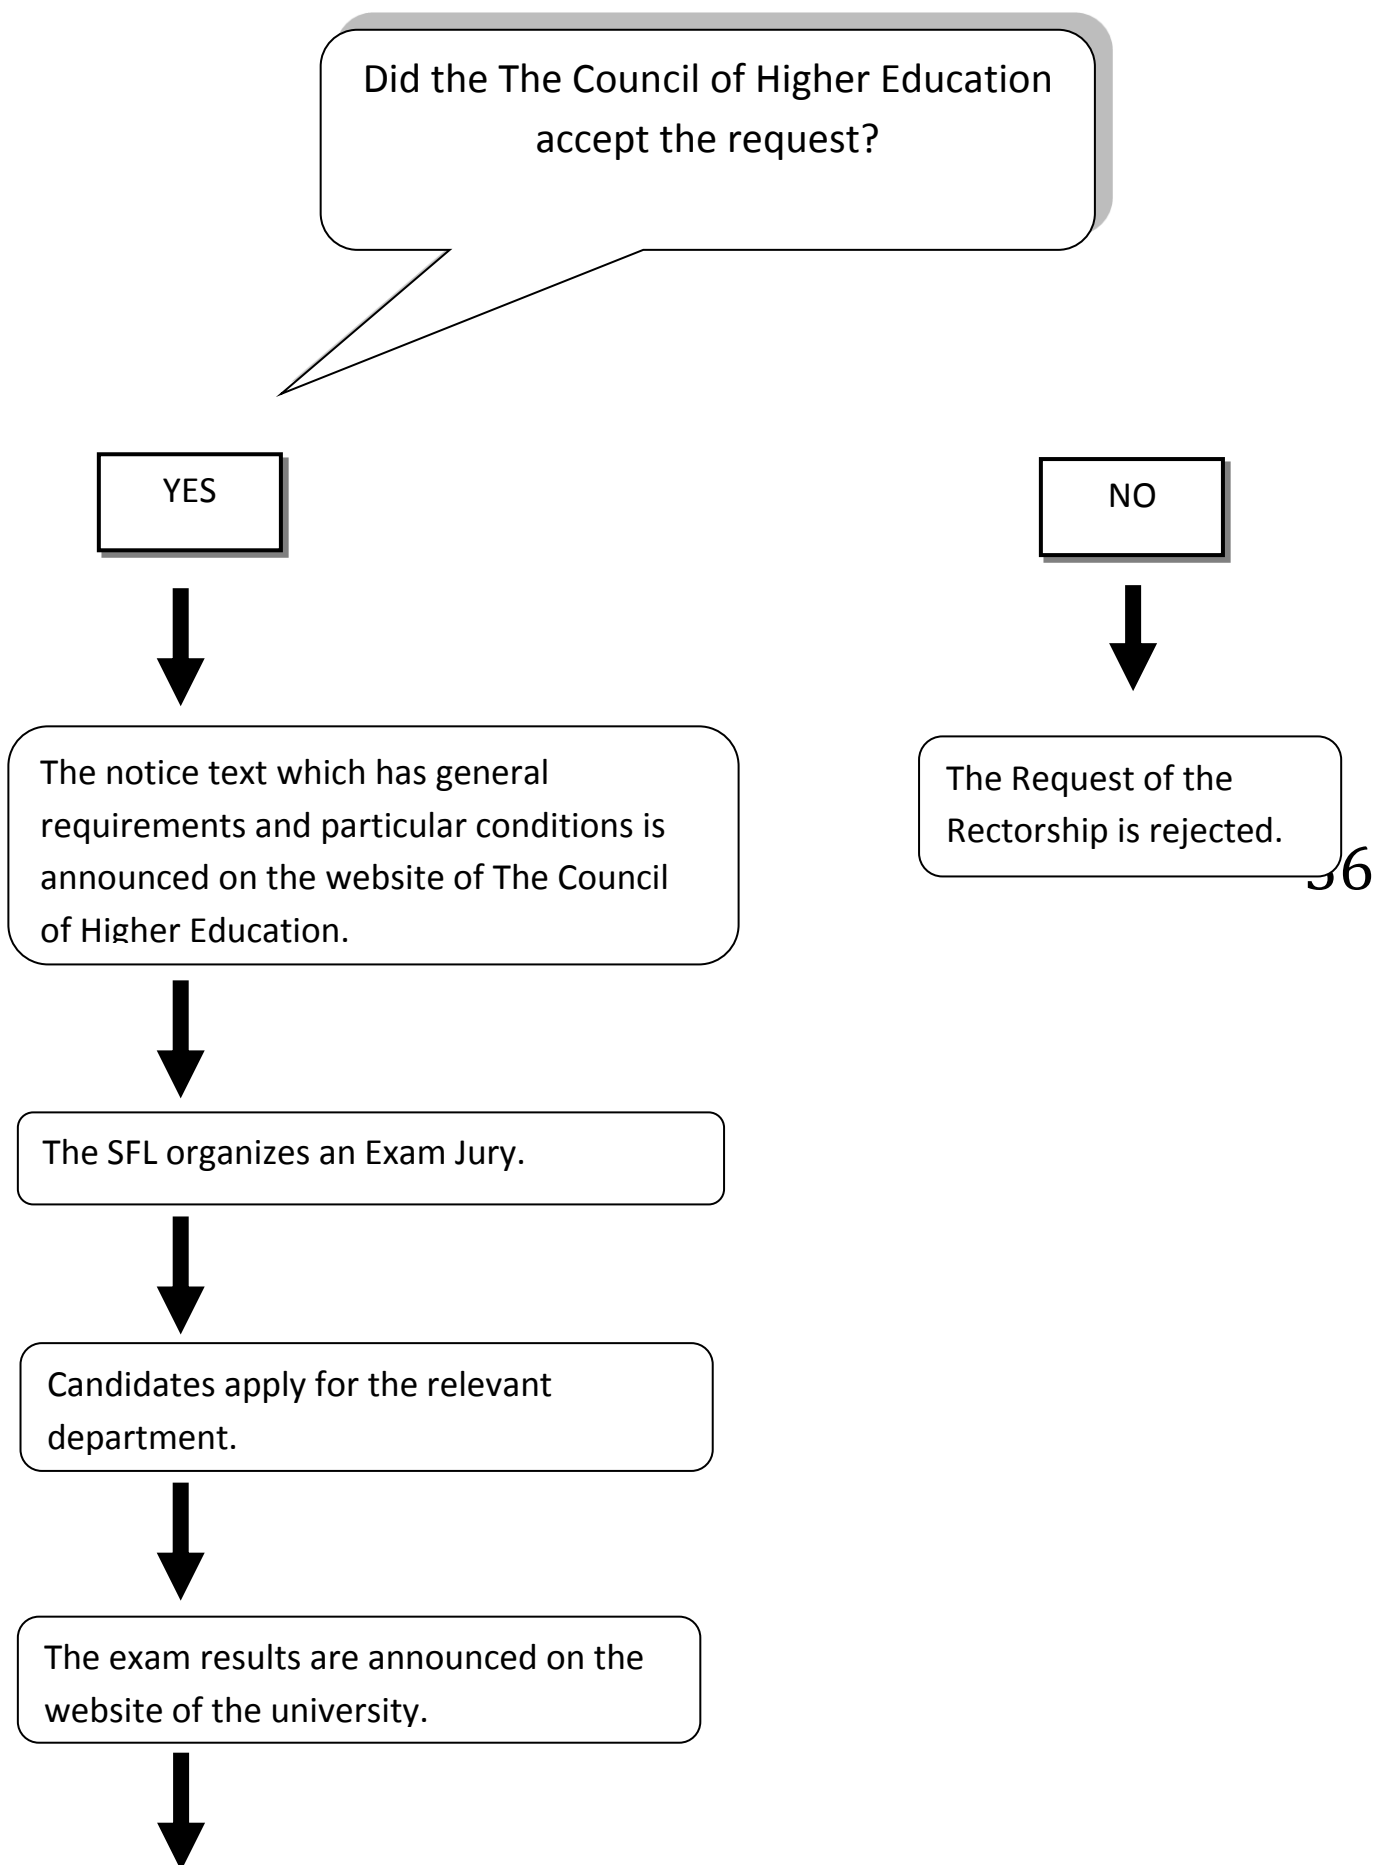 Did the The Council of Higher Education
accept the request?
YES
NO
The notice text which has general
requirements and particular conditions is
announced on the website of The Council
of Higher Education.
The Request of the
Rectorship is rejected.
The SFL organizes an Exam Jury.
Candidates apply for the relevant
department.
The exam results are announced on the
website of the university.